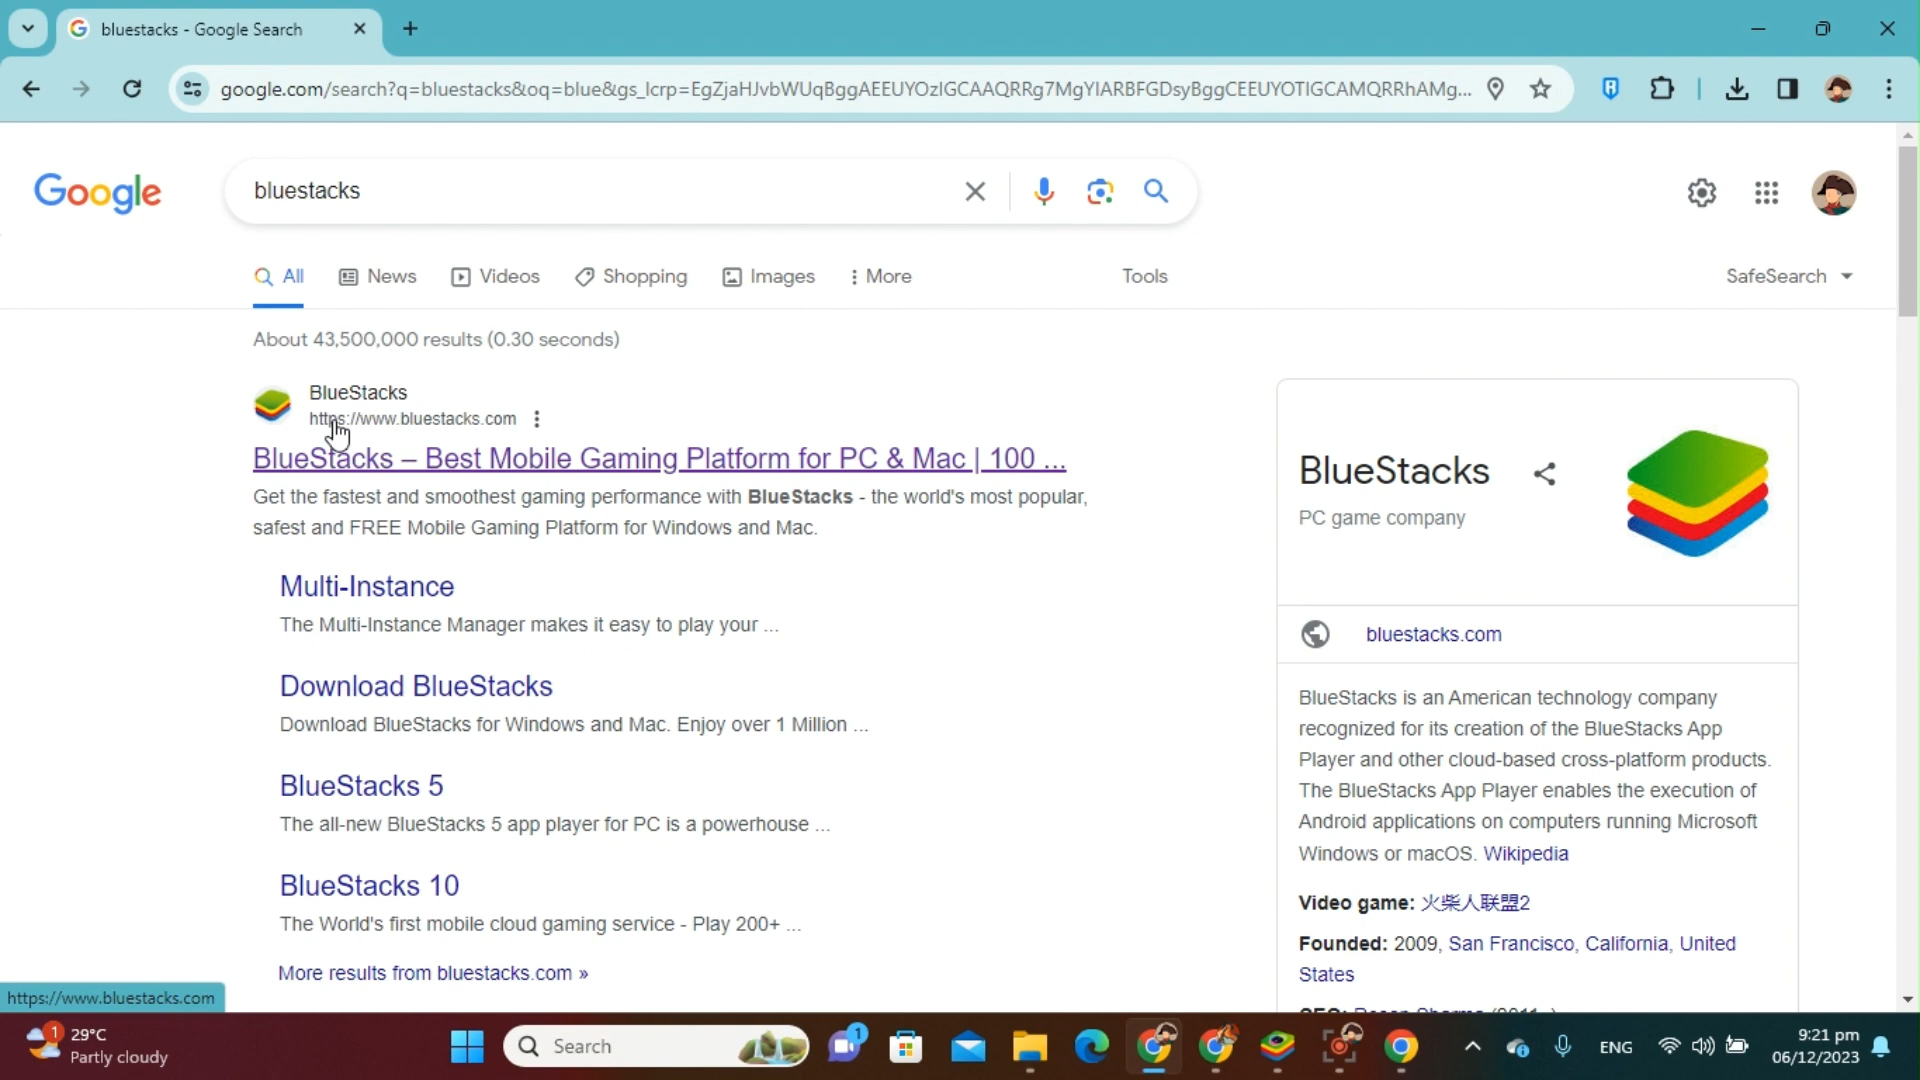 bluestacks - Google Search
google.com/search?q=bluestacks&oq=blue&gs_lcrp=EgZjaHJvbWUqBggAEEUYOzIGCAAQRRg7MgYIARBFGDsyBggCEEUYOTIGCAMQRRhAMg...
Google
bluestacks
All
News
Videos
Shopping
Images
More
Tools
SafeSearch
About 43,500,000 results (0.30 seconds)
BlueStacks
https://www.bluestacks.com
BlueStacks – Best Mobile Gaming Platform for PC & Mac | 100 ...
Get the fastest and smoothest gaming performance with BlueStacks - the world's most popular,
safest and FREE Mobile Gaming Platform for Windows and Mac.
Multi-Instance
The Multi-Instance Manager makes it easy to play your ...
Download BlueStacks
Download BlueStacks for Windows and Mac. Enjoy over 1 Million ...
BlueStacks 5
The all-new BlueStacks 5 app player for PC is a powerhouse ...
BlueStacks 10
The World's first mobile cloud gaming service - Play 200+ ...
More results from bluestacks.com »
BlueStacks
PC game company
bluestacks.com
BlueStacks is an American technology company
recognized for its creation of the BlueStacks App
Player and other cloud-based cross-platform products.
The BlueStacks App Player enables the execution of
Android applications on computers running Microsoft
Windows or macOS. Wikipedia
Video game: 火柴人联盟2
Founded: 2009, San Francisco, California, United
States
https://www.bluestacks.com
1
29°C
Partly cloudy
Search
1
ENG
9:21 pm
06/12/2023